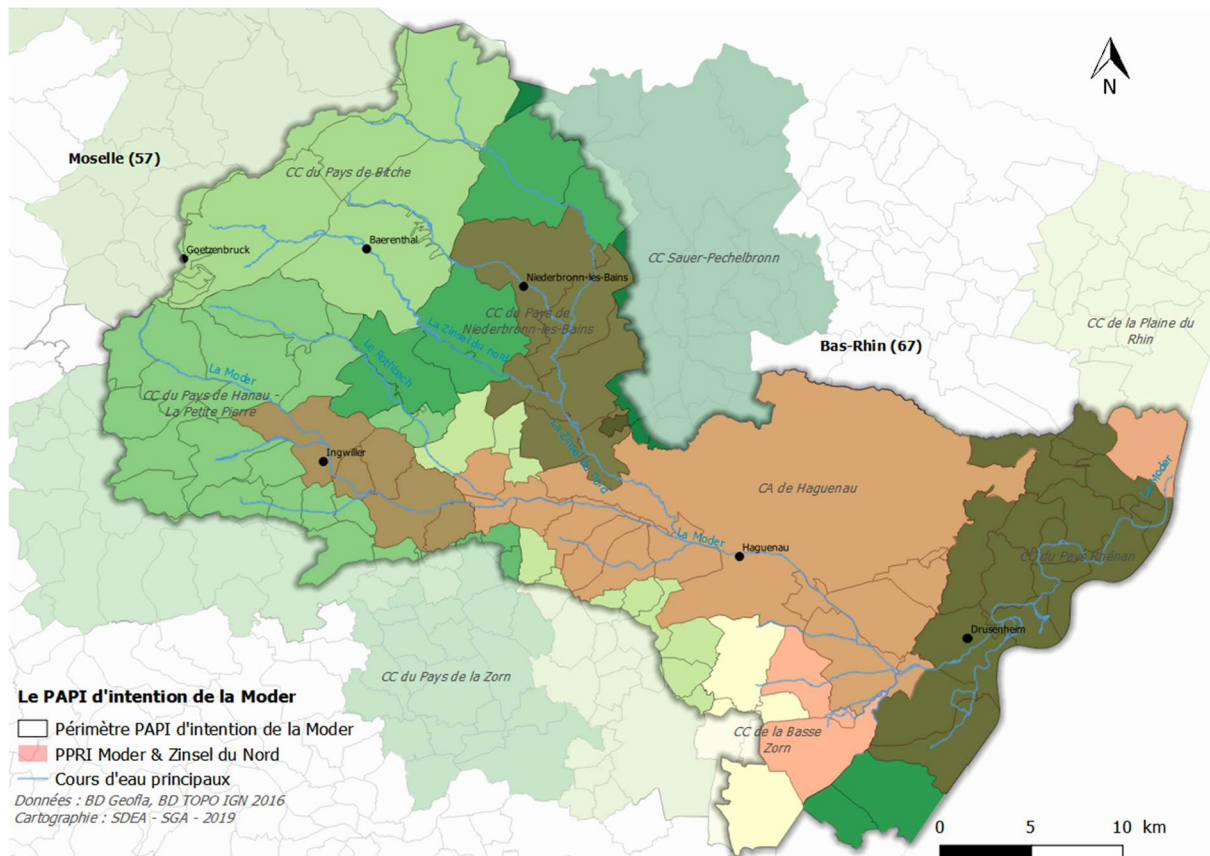 N
Moselle (57)
CC du Pays de Bitche
Goetzenbruck
Baerenthal
CC Sauer-Pechelbronn
Niederbronn-les-Bains
CC du Pays de
Niederbronn-les-Bains
La Zinsel du nord
Le Rothbach
La Moder
CC du Pays de Hanau -
La Petite Pierre
Bas-Rhin (67)
CC de la Plaine du
Rhin
Ingwiller
La Zinsel du Nord
CA de Haguenau
La Moder
La Moder
Haguenau
CC du Pays Rhénan
Drusenheim
CC du Pays de la Zorn
CC de la Basse
Zorn
Le PAPI d'intention de la Moder
Périmètre PAPI d'intention de la Moder
PPRI Moder & Zinsel du Nord
Cours d'eau principaux
Données : BD Geofla, BD TOPO IGN 2016
Cartographie : SDEA - SGA - 2019
0 5 10 km